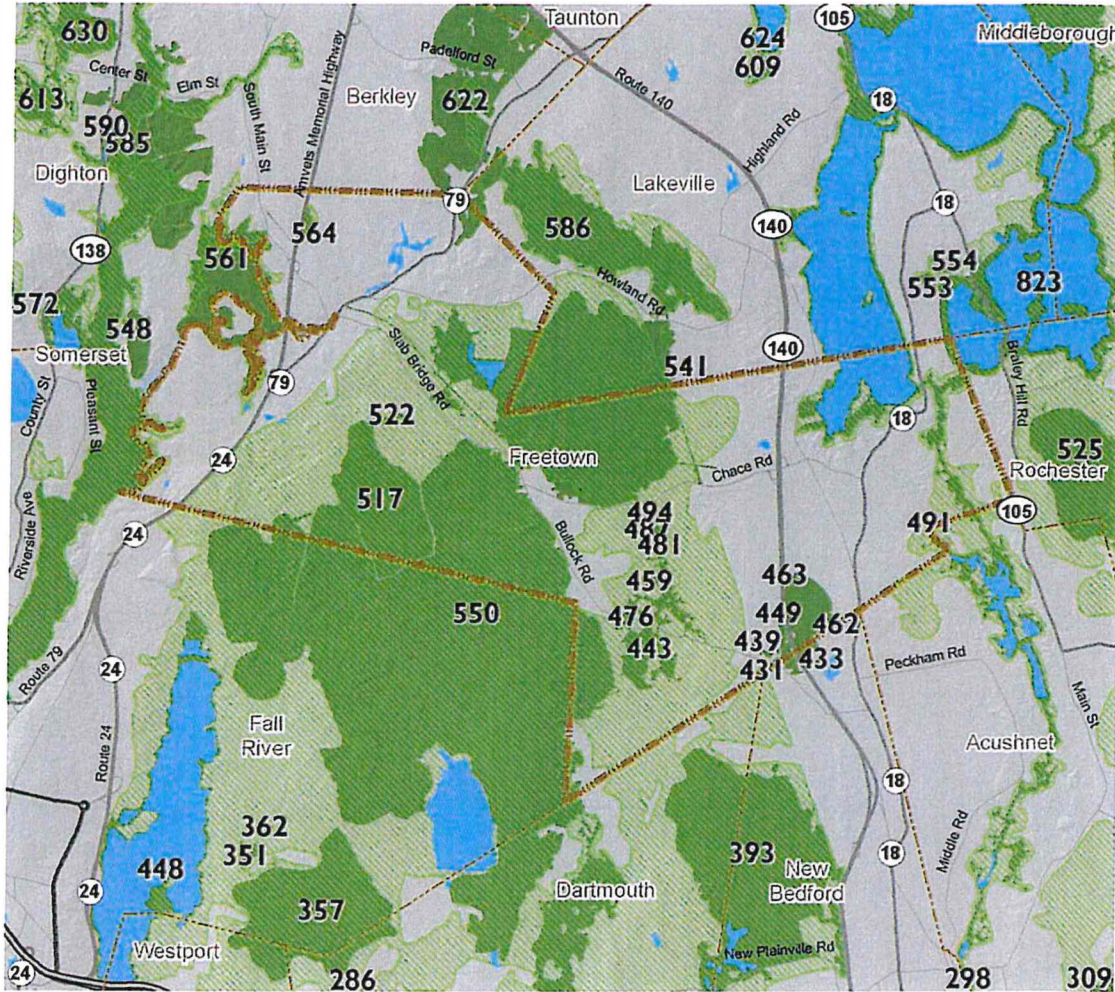 Taunton
105
Middleborough
630
624
609
Center St
Elm St
Padelford St
Route 140
Berkley
622
613
590
585
South Main St
Amvets Memorial Highway
18
Highland Rd
Dighton
Lakeville
79
18
564
586
140
138
561
554
553
823
572
548
Howland Rd
Somerset
541
140
Braley Hill Rd
County St
Pleasant St
79
Slab Bridge Rd
522
18
24
Freetown
Chace Rd
525
Rochester
517
494
487
481
491
105
Riverside Ave
24
Bullock Rd
459
463
550
476
449
462
443
439
431
433
Peckham Rd
Route 79
24
Main St
Fall
River
Acushnet
Route 24
18
362
351
393
18
Middle Rd
448
24
357
Dartmouth
New
Bedford
Westport
New Plainville Rd
24
286
298
309